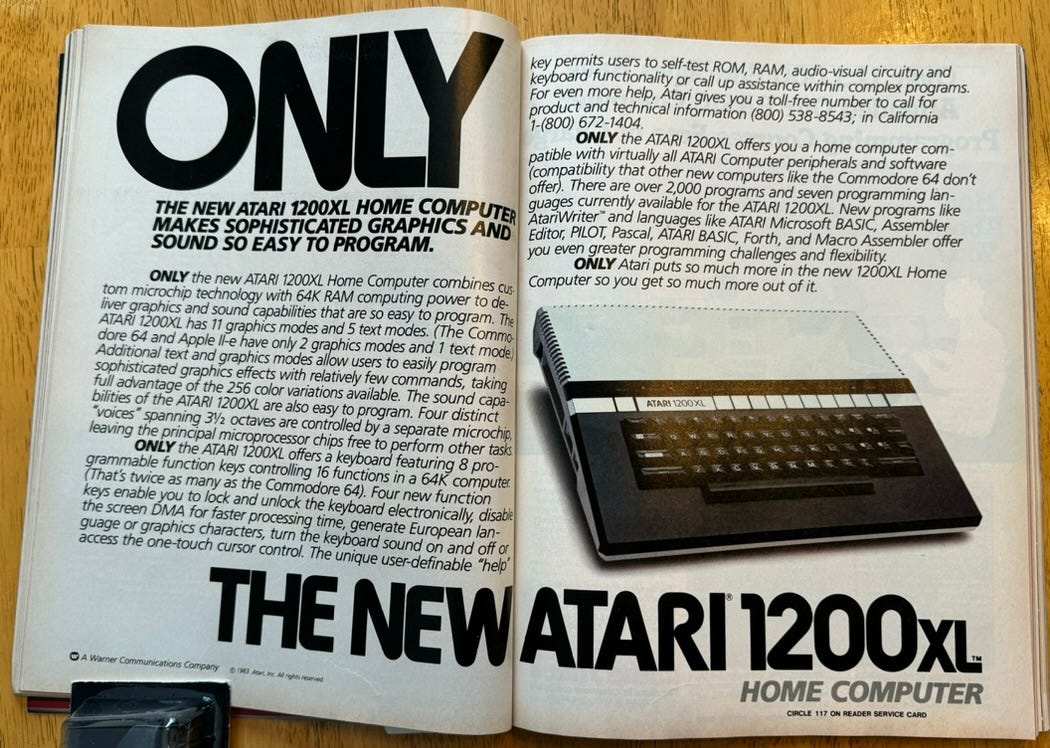 ONLY
THE NEW ATARI 1200XL HOME COMPUTER
MAKES SOPHISTICATED GRAPHICS AND
SOUND SO EASY TO PROGRAM.
ONLY the new ATARI 1200XL Home Computer combines cus-
tom microchip technology with 64K RAM computing power to de-
liver graphics and sound capabilities that are so easy to program. The
ATARI 1200XL has 11 graphics modes and 5 text modes. (The Commo-
dore 64 and Apple II-e have only 2 graphics modes and 1 text mode.)
Additional text and graphics modes allow users to easily program
sophisticated graphics effects with relatively few commands, taking
full advantage of the 256 color variations available. The sound capa-
bilities of the ATARI 1200XL are also easy to program. Four distinct
"voices" spanning 3½ octaves are controlled by a separate microchip,
leaving the principal microprocessor chips free to perform other tasks.
ONLY the ATARI 1200XL offers a keyboard featuring 8 pro-
grammable function keys controlling 16 functions in a 64K computer.
(That's twice as many as the Commodore 64). Four new function
keys enable you to lock and unlock the keyboard electronically, disable
the screen DMA for faster processing time, generate European lan-
guage or graphics characters, turn the keyboard sound on and off or
access the one-touch cursor control. The unique user-definable "help"
key permits users to self-test ROM, RAM, audio-visual circuitry and
keyboard functionality or call up assistance within complex programs.
For even more help, Atari gives you a toll-free number to call for
product and technical information (800) 538-8543; in California
1-(800) 672-1404.
ONLY the ATARI 1200XL offers you a home computer com-
patible with virtually all ATARI Computer peripherals and software
(compatibility that other new computers like the Commodore 64 don't
offer). There are over 2,000 programs and seven programming lan-
guages currently available for the ATARI 1200XL. New programs like
AtariWriter™ and languages like ATARI Microsoft BASIC, Assembler
Editor, PILOT, Pascal, ATARI BASIC, Forth, and Macro Assembler offer
you even greater programming challenges and flexibility.
ONLY Atari puts so much more in the new 1200XL Home
Computer so you get so much more out of it.
ATARI 1200XL
THE NEW ATARI® 1200XL™
HOME COMPUTER
A Warner Communications Company © 1983 Atari, Inc. All rights reserved.
CIRCLE 117 ON READER SERVICE CARD